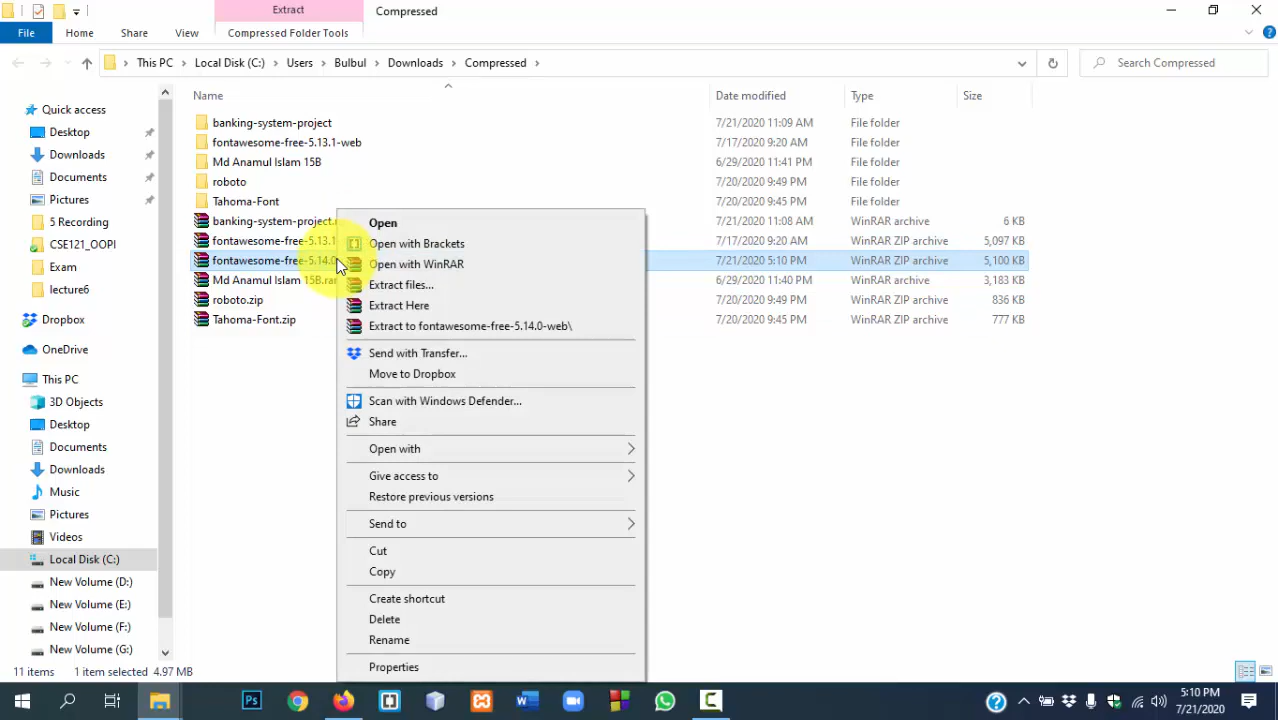 Extract
Compressed
File
Home
Share
View
Compressed Folder Tools
This PC
Local Disk (C:)
Users
Bulbul
Downloads
Compressed
Search Compressed
Name
Date modified
Type
Size
Quick access
Desktop
Downloads
Documents
Pictures
5 Recording
CSE121_OOPI
Exam
lecture6
Dropbox
OneDrive
This PC
3D Objects
Desktop
Documents
Downloads
Music
Pictures
Videos
Local Disk (C:)
New Volume (D:)
New Volume (E:)
New Volume (F:)
New Volume (G:)
banking-system-project 7/21/2020 11:09 AM File folder
fontawesome-free-5.13.1-web 7/17/2020 9:20 AM File folder
Md Anamul Islam 15B 6/29/2020 11:41 PM File folder
roboto 7/20/2020 9:49 PM File folder
Tahoma-Font 7/20/2020 9:45 PM File folder
banking-system-project. 7/21/2020 11:08 AM WinRAR archive 6 KB
fontawesome-free-5.13.1 7/17/2020 9:20 AM WinRAR ZIP archive 5,097 KB
fontawesome-free-5.14.0 7/21/2020 5:10 PM WinRAR ZIP archive 5,100 KB
Md Anamul Islam 15B.rar 6/29/2020 11:40 PM WinRAR archive 3,183 KB
roboto.zip 7/20/2020 9:49 PM WinRAR ZIP archive 836 KB
Tahoma-Font.zip 7/20/2020 9:45 PM WinRAR ZIP archive 777 KB
Open
Open with Brackets
Open with WinRAR
Extract files...
Extract Here
Extract to fontawesome-free-5.14.0-web\
Send with Transfer...
Move to Dropbox
Scan with Windows Defender...
Share
Open with
Give access to
Restore previous versions
Send to
Cut
Copy
Create shortcut
Delete
Rename
Properties
11 items 1 item selected 4.97 MB
Ps
5:10 PM
7/21/2020